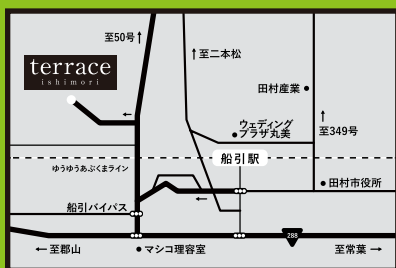 至50号↑
↑至二本松
terrace
ishimori
田村産業
↑
至349号
←
ウェディング
プラザ丸美
船引駅
ゆうゆうあぶくまライン
田村市役所
船引バイパス
←
288
←至郡山
マシコ理容室
至常葉→